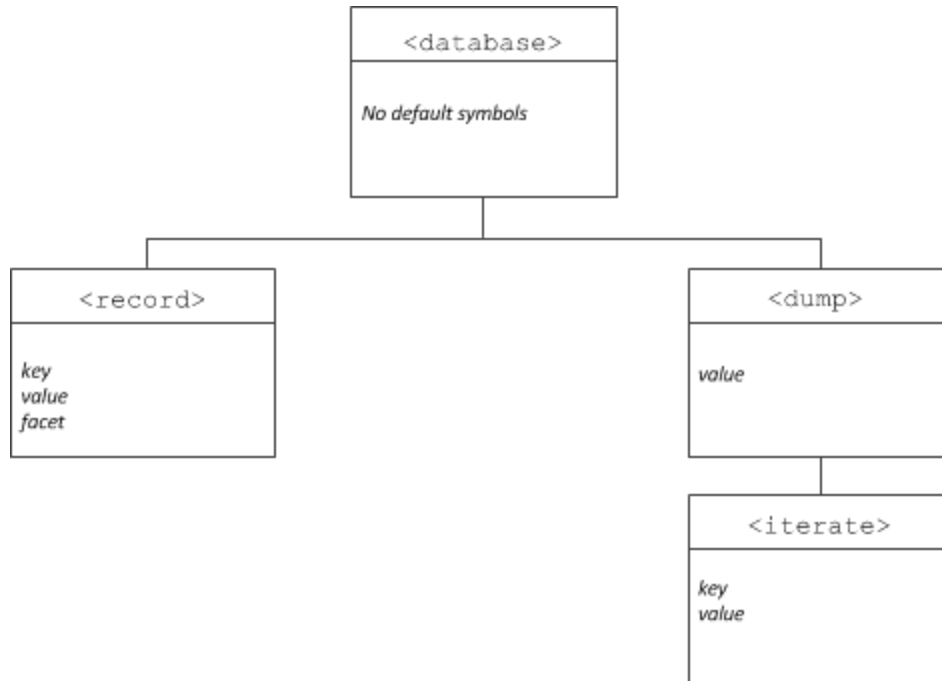 <database>
No default symbols
<record>
key
value
facet
<dump>
value
<iterate>
key
value